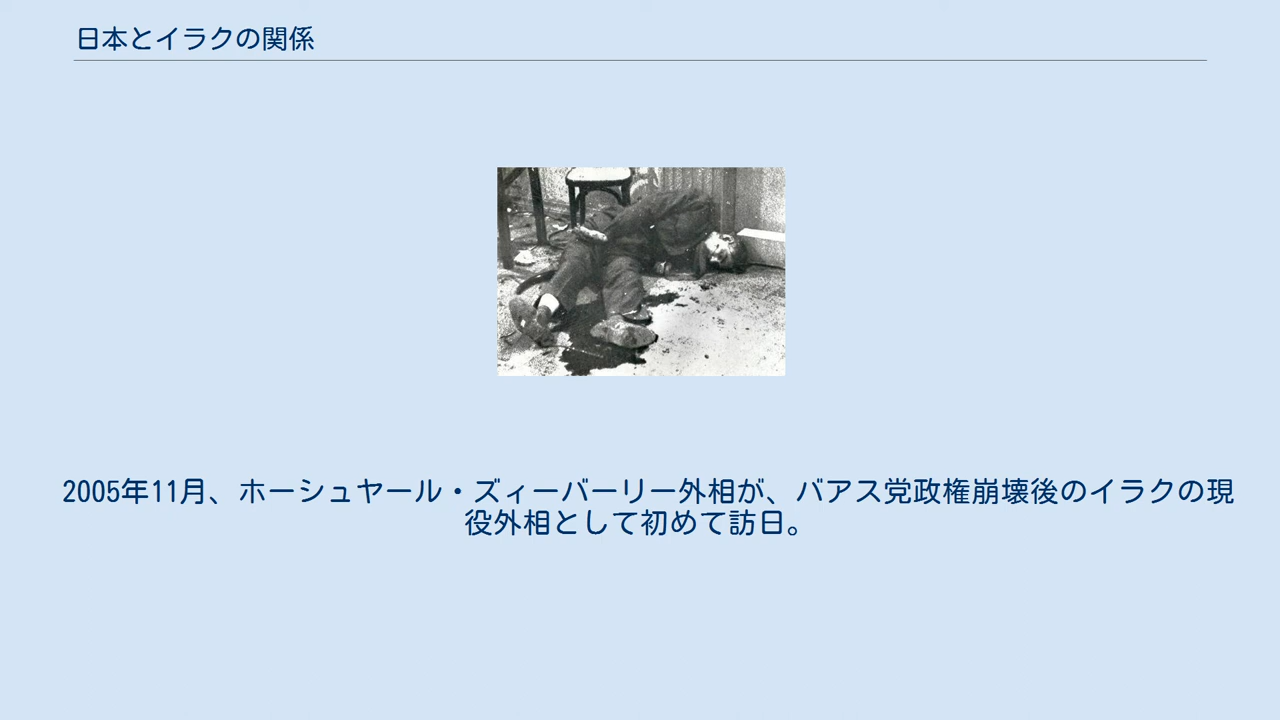 日本とイラクの関係
2005年11月、ホーシュヤール・ズィーバーリー外相が、バアス党政権崩壊後のイラクの現
役外相として初めて訪日。